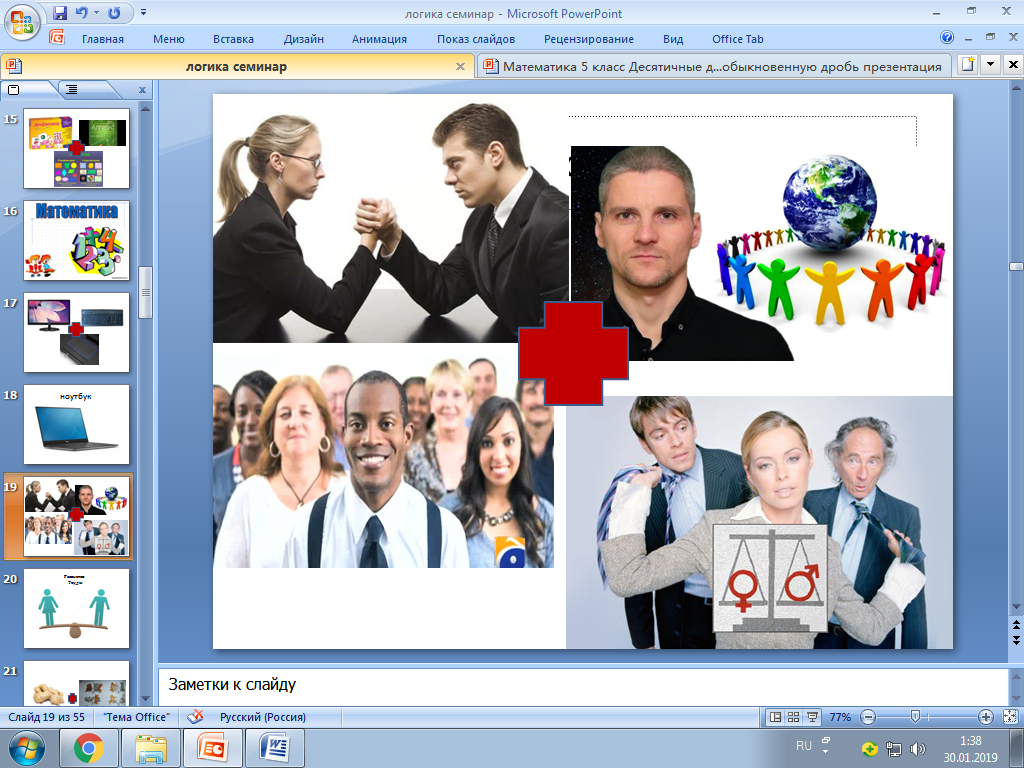 логика семинар - Microsoft PowerPoint
Главная Меню Вставка Дизайн Анимация Показ слайдов Рецензирование Вид Office Tab
логика семинар Математика 5 класс Десятичные д...обыкновенную дробь презентация
15
16
Математика
17
18
ноутбук
19
20
21
Заметки к слайду
Слайд 19 из 55 "Тема Office" Русский (Россия) 77%
RU 1:38
30.01.2019